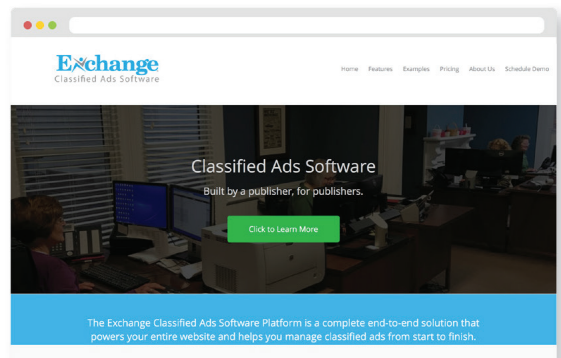 Exchange
Classified Ads Software
Home Features Examples Pricing About Us Schedule Demo
Classified Ads Software
Built by a publisher, for publishers.
Click to Learn More
The Exchange Classified Ads Software Platform is a complete end-to-end solution that
powers your entire website and helps you manage classified ads from start to finish.